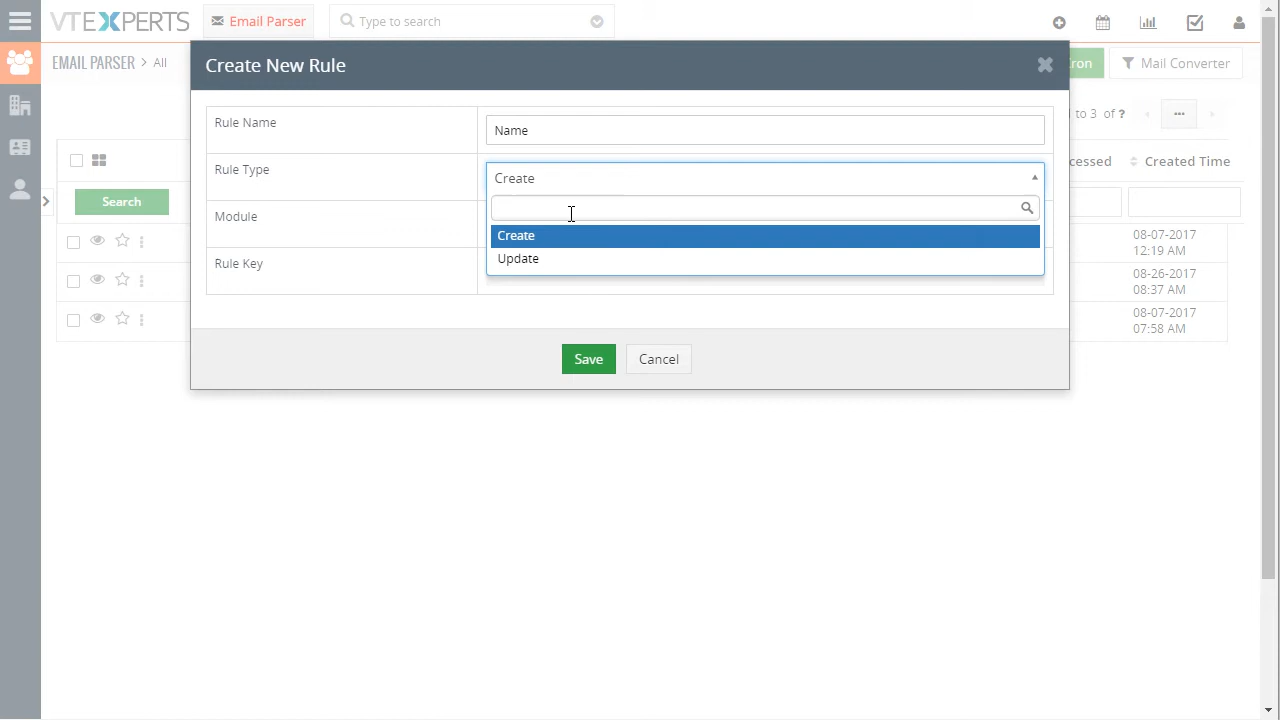 VTEXPERTS
Email Parser
Type to search
EMAIL PARSER > All
ron
Mail Converter
Create New Rule
1 to 3 of ?
Rule Name
Name
Rule Type
Create
Create
Update
Module
Rule Key
Save
Cancel
Search
cessed
Created Time
08-07-2017
12:19 AM
08-26-2017
08:37 AM
08-07-2017
07:58 AM